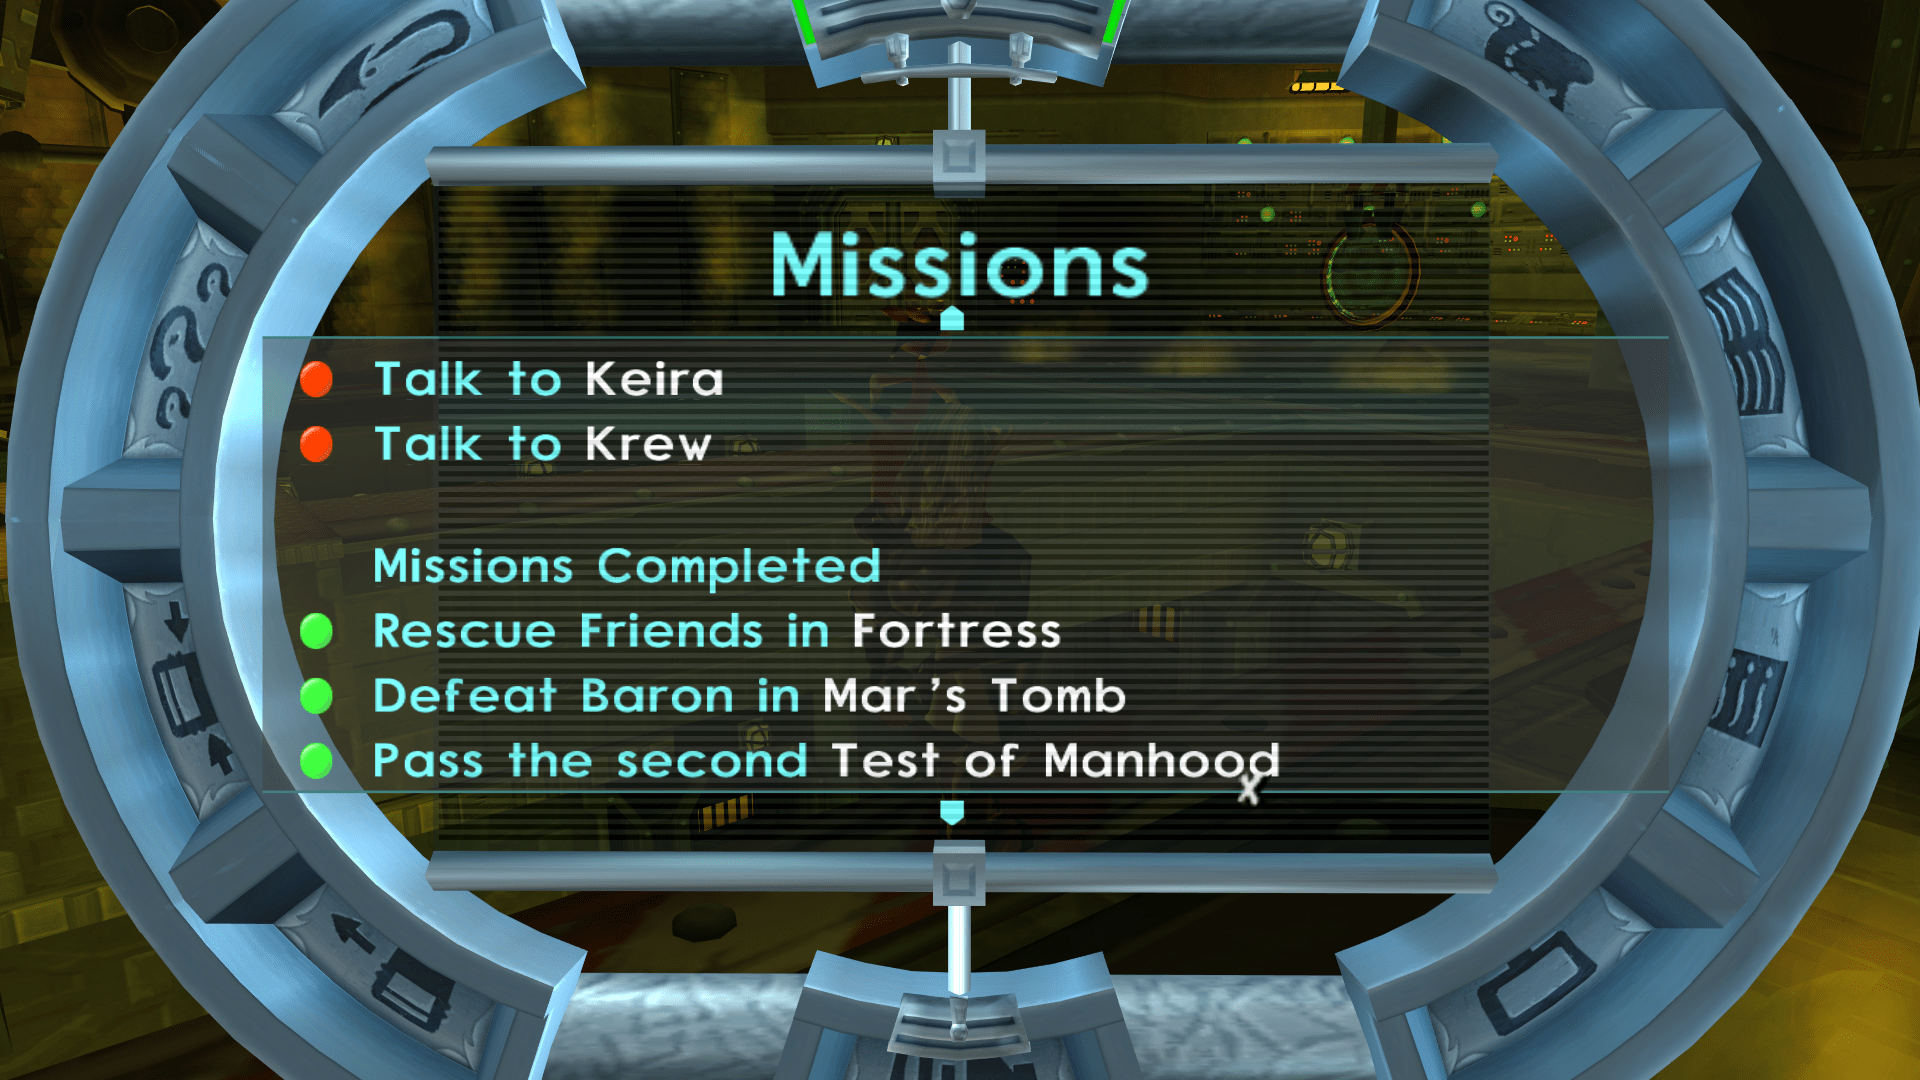 Missions
Talk to Keira
Talk to Krew
Missions Completed
Rescue Friends in Fortress
Defeat Baron in Mar's Tomb
Pass the second Test of Manhood